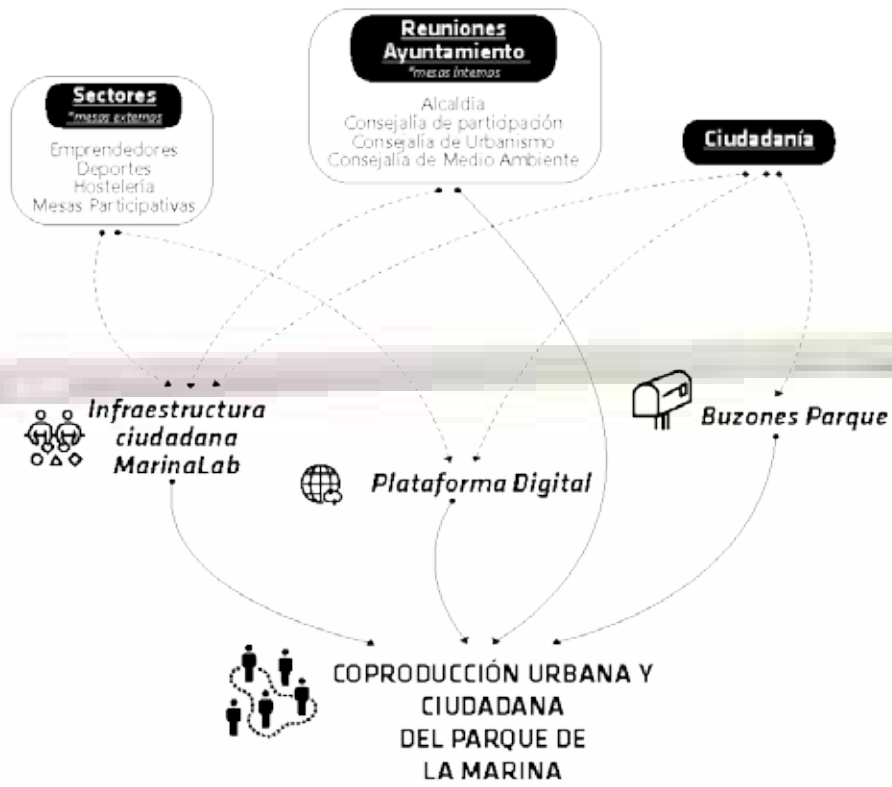 Reuniones
Ayuntamiento
*mesas internas
Alcaldía
Consejalía de participación
Consejalía de Urbanismo
Consejalía de Medio Ambiente
Sectores
*mesas externas
Emprendedores
Deportes
Hostelería
Mesas Participativas
Ciudadanía
Infraestructura
ciudadana
MarinaLab
Plataforma Digital
Buzones Parque
COPRODUCCIÓN URBANA Y
CIUDADANA
DEL PARQUE DE
LA MARINA